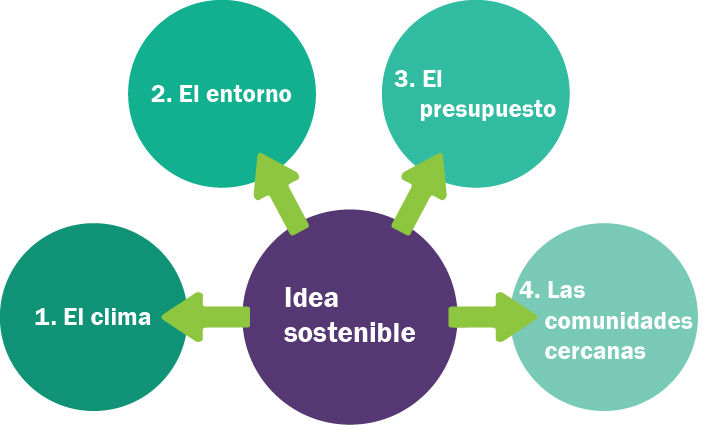 2. El entorno
3. El
presupuesto
1. El clima
Idea
sostenible
4. Las
comunidades
cercanas